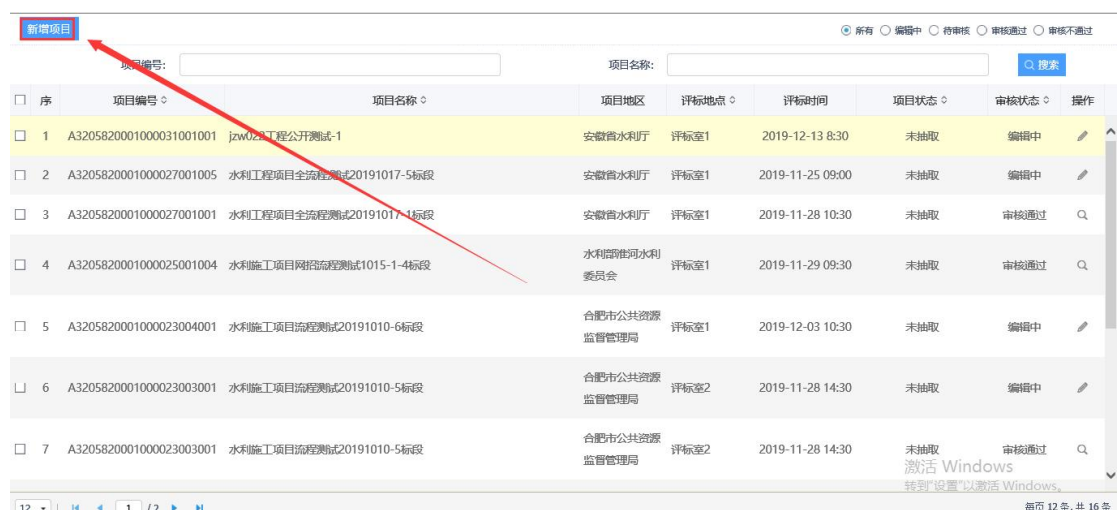 新增项目
所有 编辑中 待审核 审核通过 审核不通过
项目编号: 项目名称: 搜索
序 项目编号 项目名称 项目地区 评标地点 评标时间 项目状态 审核状态 操作
1 A3205820001000031001001 jzw022工程公开测试-1 安徽省水利厅 评标室1 2019-12-13 8:30 未抽取 编辑中
2 A3205820001000027001005 水利工程项目全流程测试20191017-5标段 安徽省水利厅 评标室1 2019-11-25 09:00 未抽取 编辑中
3 A3205820001000027001001 水利工程项目全流程测试20191017-1标段 安徽省水利厅 评标室1 2019-11-28 10:30 未抽取 审核通过
4 A3205820001000025001004 水利施工项目网招流程测试1015-1-4标段 水利部淮河水利 评标室1 2019-11-29 09:30 未抽取 审核通过
委员会
5 A3205820001000023004001 水利施工项目流程测试20191010-6标段 合肥市公共资源 评标室1 2019-12-03 10:30 未抽取 编辑中
监督管理局
6 A3205820001000023003001 水利施工项目流程测试20191010-5标段 合肥市公共资源 评标室2 2019-11-28 14:30 未抽取 编辑中
监督管理局
7 A3205820001000023003001 水利施工项目流程测试20191010-5标段 合肥市公共资源 评标室2 2019-11-28 14:30 未抽取 审核通过
监督管理局
激活 Windows
转到"设置"以激活 Windows。
12 1 / 2 每页 12 条, 共 16 条